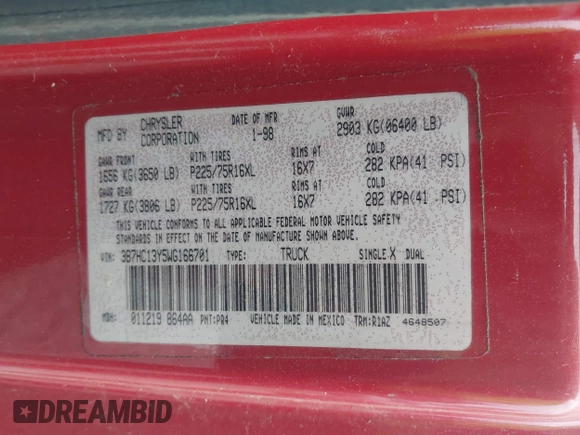 MFD BY CHRYSLER CORPORATION DATE OF MFR 1-98 GVWR 2903 KG(06400 LB)
GAWR FRONT WITH TIRES RIMS AT COLD
1656 KG(3650 LB) P225/75R16XL 16X7 282 KPA(41 PSI)
GAWR REAR WITH TIRES RIMS AT COLD
1727 KG(3806 LB) P225/75R16XL 16X7 282 KPA(41 PSI)
THIS VEHICLE CONFORMS TO ALL APPLICABLE FEDERAL MOTOR VEHICLE SAFETY
STANDARDS IN EFFECT ON THE DATE OF MANUFACTURE SHOWN ABOVE.
VIN: 3B7HC13Y5WG166701 TYPE: TRUCK SINGLE X DUAL
MDH: 011219 864AA PNT:PR4 VEHICLE MADE IN MEXICO TRM:R1AZ 4648507
DREAMBID